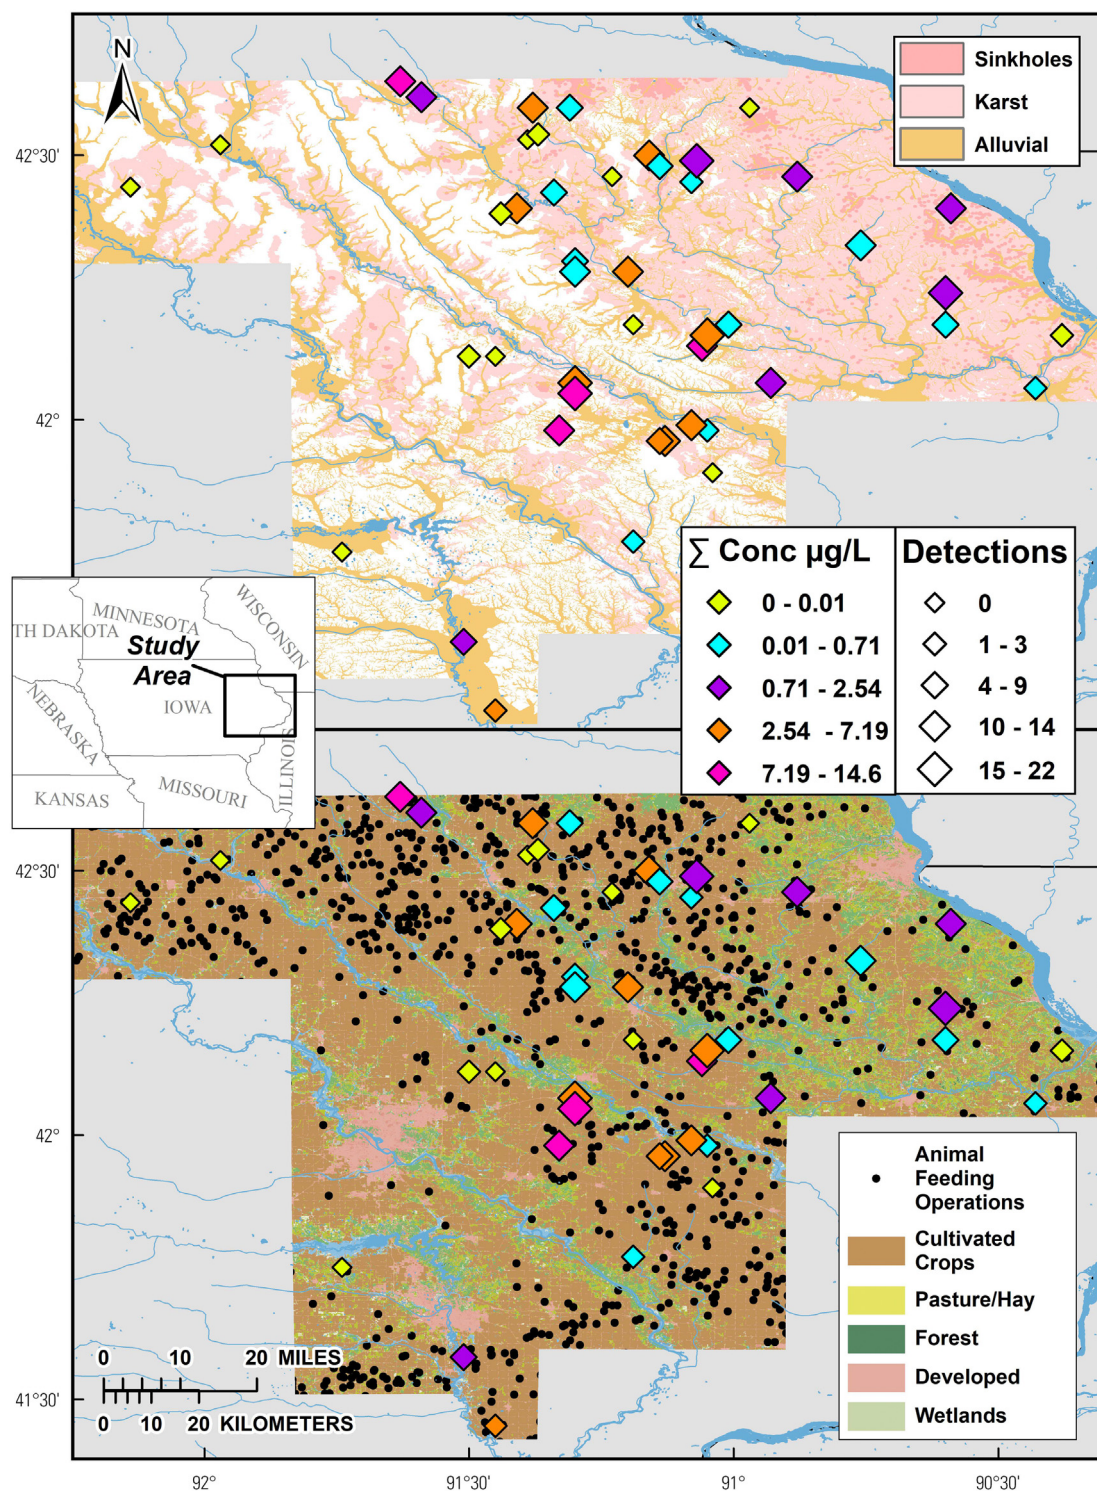 N
Sinkholes
Karst
Alluvial
42°30'
42°
∑ Conc µg/L
0 - 0.01
0.01 - 0.71
0.71 - 2.54
2.54 - 7.19
7.19 - 14.6
Detections
0
1 - 3
4 - 9
10 - 14
15 - 22
TH DAKOTA
MINNESOTA
WISCONSIN
Study
Area
IOWA
NEBRASKA
ILLINOIS
MISSOURI
KANSAS
42°30'
42°
41°30'
Animal
Feeding
Operations
Cultivated
Crops
Pasture/Hay
Forest
Developed
Wetlands
0 10 20 MILES
0 10 20 KILOMETERS
92° 91°30' 91° 90°30'